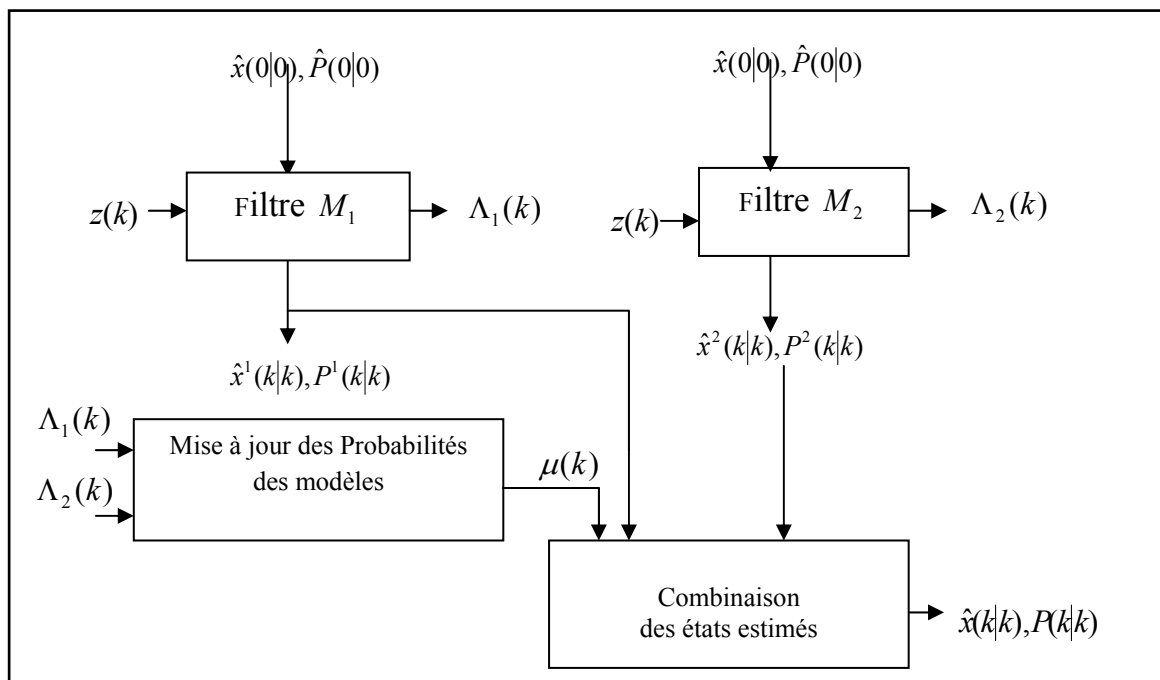 x̂(0|0), P̂(0|0)
x̂(0|0), P̂(0|0)
Filtre M₁
z(k)
Λ₁(k)
Filtre M₂
z(k)
Λ₂(k)
x̂¹(k|k), P¹(k|k)
x̂²(k|k), P²(k|k)
Λ₁(k)
Λ₂(k)
Mise à jour des Probabilités
des modèles
μ(k)
Combinaison
des états estimés
x̂(k|k), P(k|k)